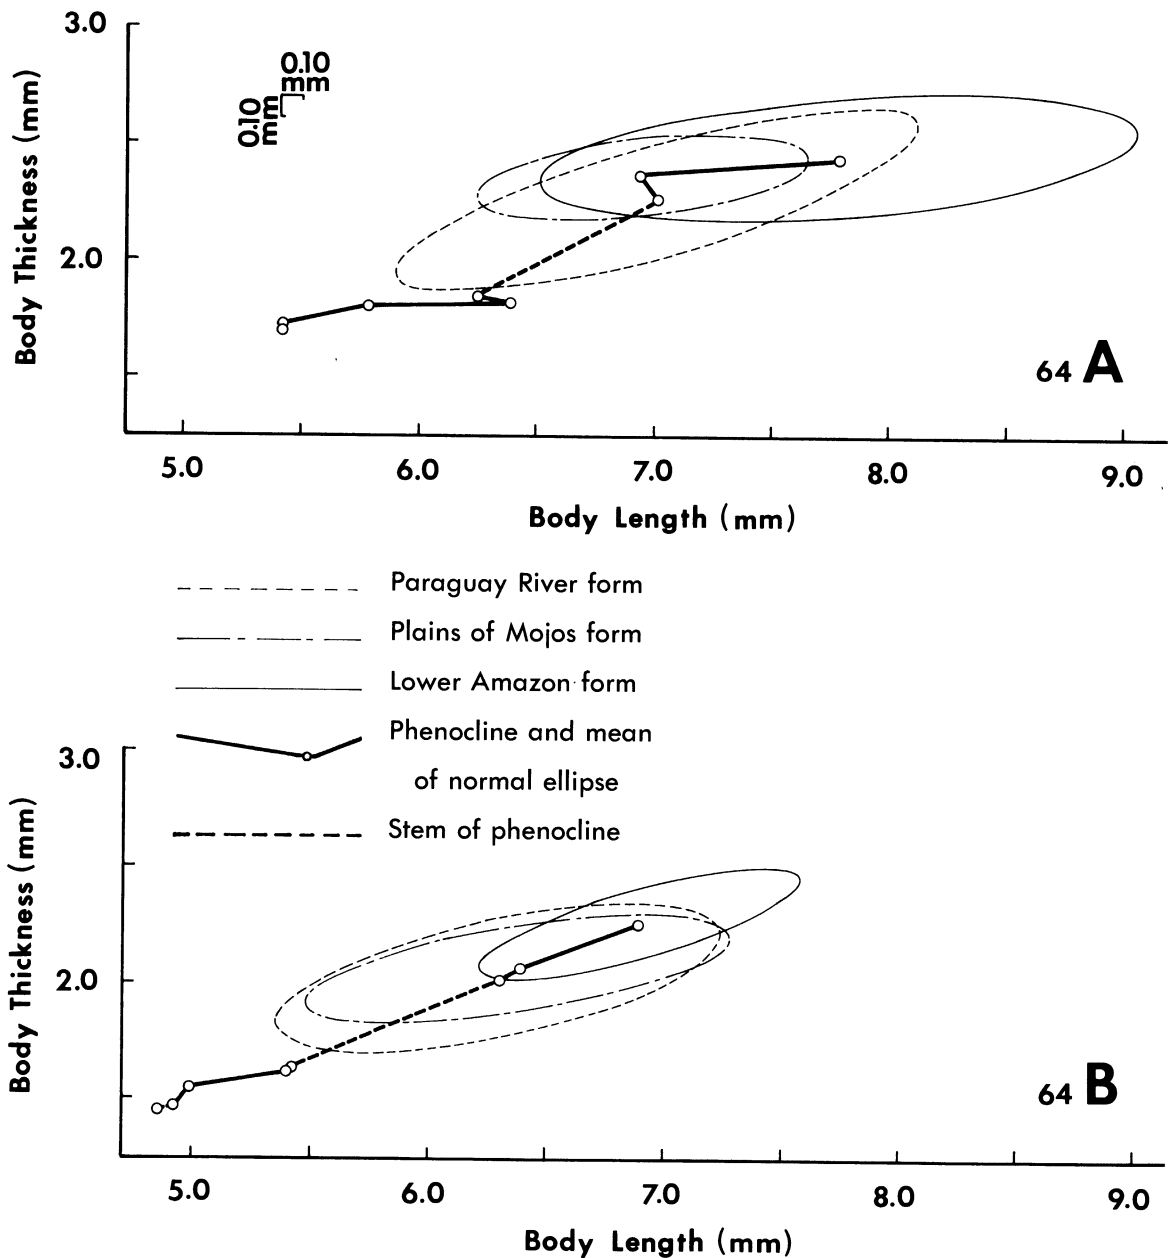 3.0
0.10
mm
0.10
mm
Body Thickness (mm)
2.0
64 A
5.0 6.0 7.0 8.0 9.0
Body Length (mm)
Paraguay River form
Plains of Mojos form
Lower Amazon form
Phenocline and mean
of normal ellipse
Stem of phenocline
3.0
Body Thickness (mm)
2.0
64 B
5.0 6.0 7.0 8.0 9.0
Body Length (mm)